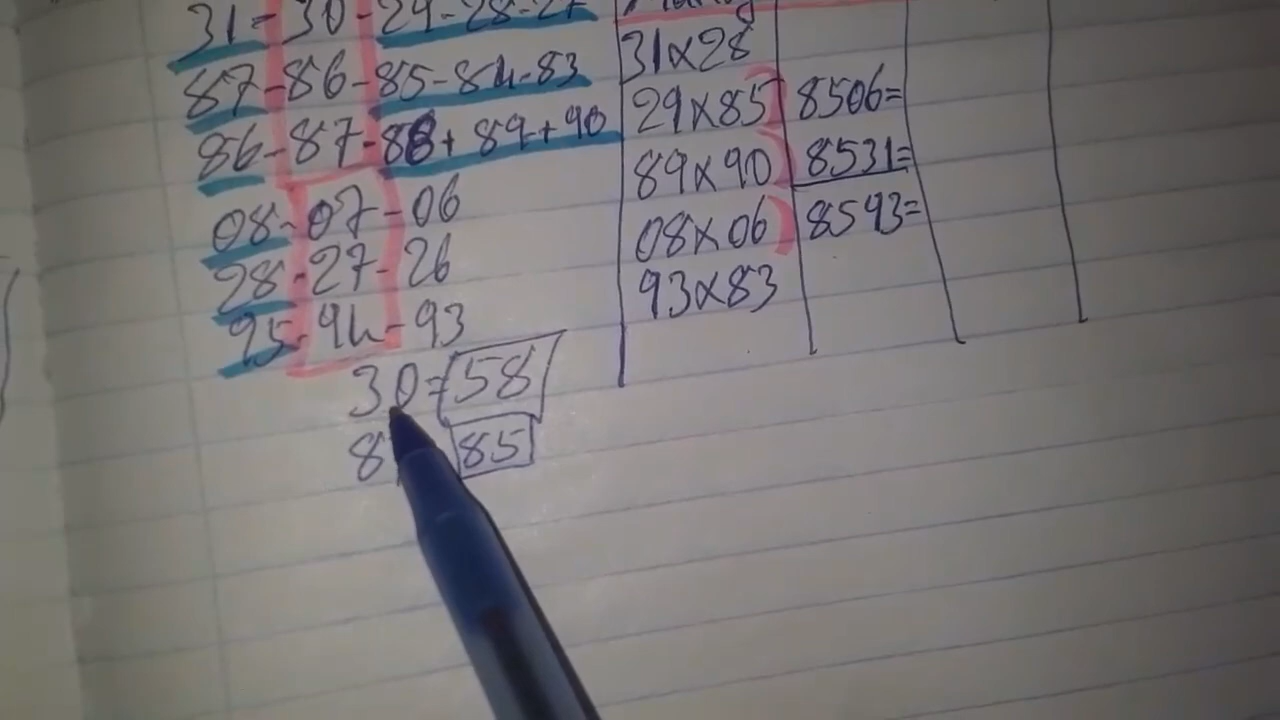 31-30-29-28-27
87-86-85-84-83
86-87-88+89+90
08-07-06
28-27-26
95-94-93
30=58
85
31x28
29x85
89x90
08x06
93x83
8506=
8531=
8593=